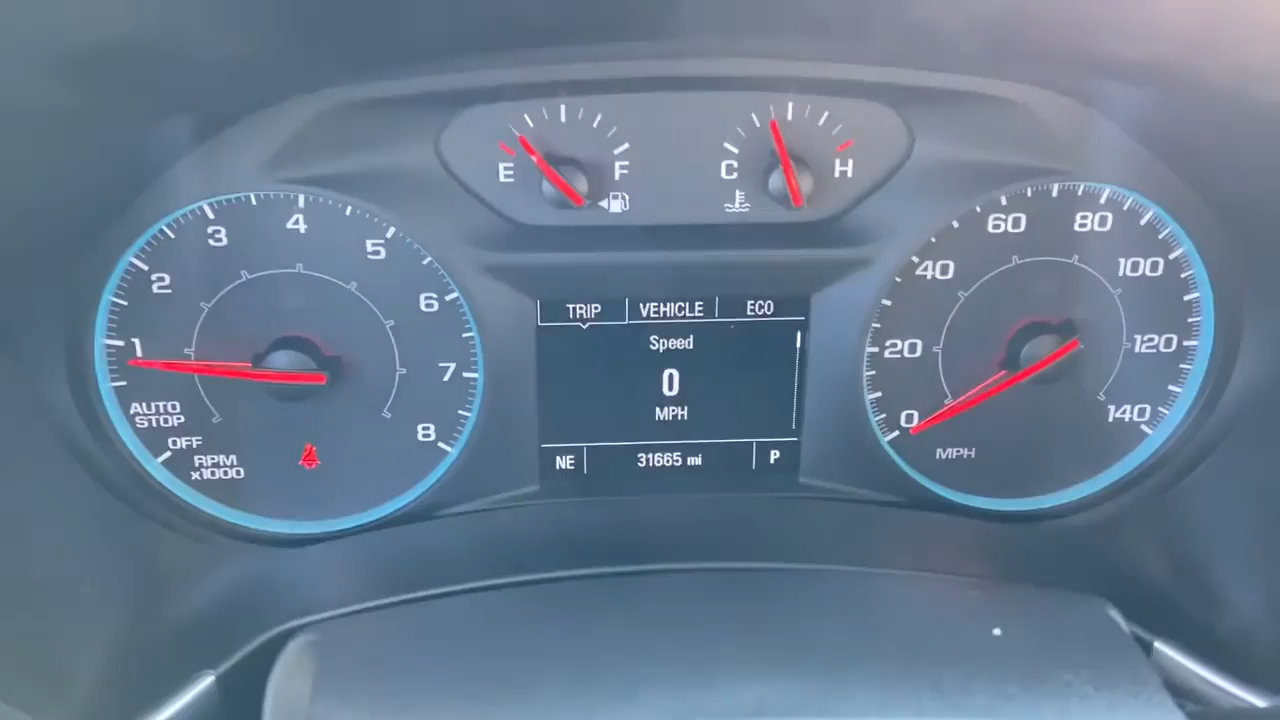 E F
C H
1 2 3 4 5 6 7 8
AUTO
STOP
OFF
RPM
x1000
TRIP VEHICLE ECO
Speed
0
MPH
NE 31665 mi P
0 20 40 60 80 100 120 140
MPH